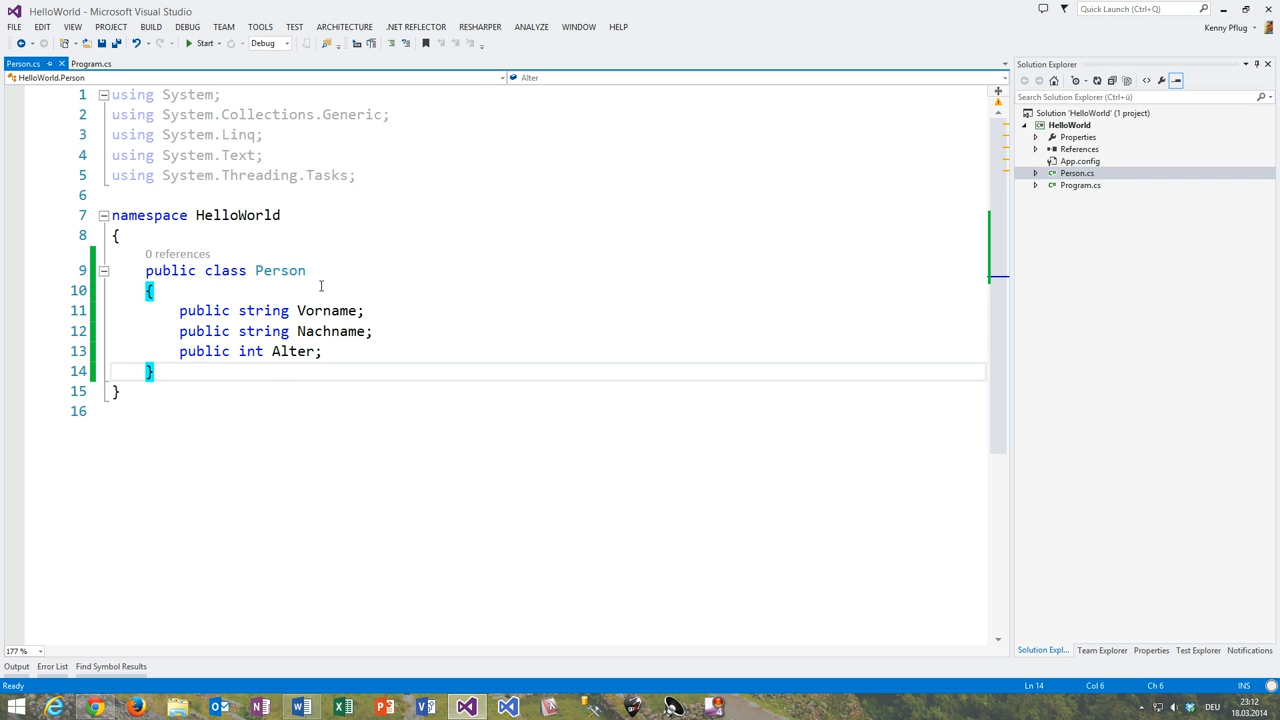 HelloWorld - Microsoft Visual Studio
Quick Launch (Ctrl+Q)
FILE EDIT VIEW PROJECT BUILD DEBUG TEAM TOOLS TEST ARCHITECTURE .NET REFLECTOR RESHARPER ANALYZE WINDOW HELP
Kenny Pflug
Start Debug
Person.cs Program.cs
HelloWorld.Person Alter
1 using System;
2 using System.Collections.Generic;
3 using System.Linq;
4 using System.Text;
5 using System.Threading.Tasks;
6
7 namespace HelloWorld
8 {
0 references
9 public class Person
10 {
11 public string Vorname;
12 public string Nachname;
13 public int Alter;
14 }
15 }
16
177 %
Solution Explorer
Search Solution Explorer (Ctrl+ü)
Solution 'HelloWorld' (1 project)
HelloWorld
Properties
References
App.config
Person.cs
Program.cs
Solution Expl... Team Explorer Properties Test Explorer Notifications
Output Error List Find Symbol Results
Ready Ln 14 Col 6 Ch 6 INS
DEU
23:12
18.03.2014